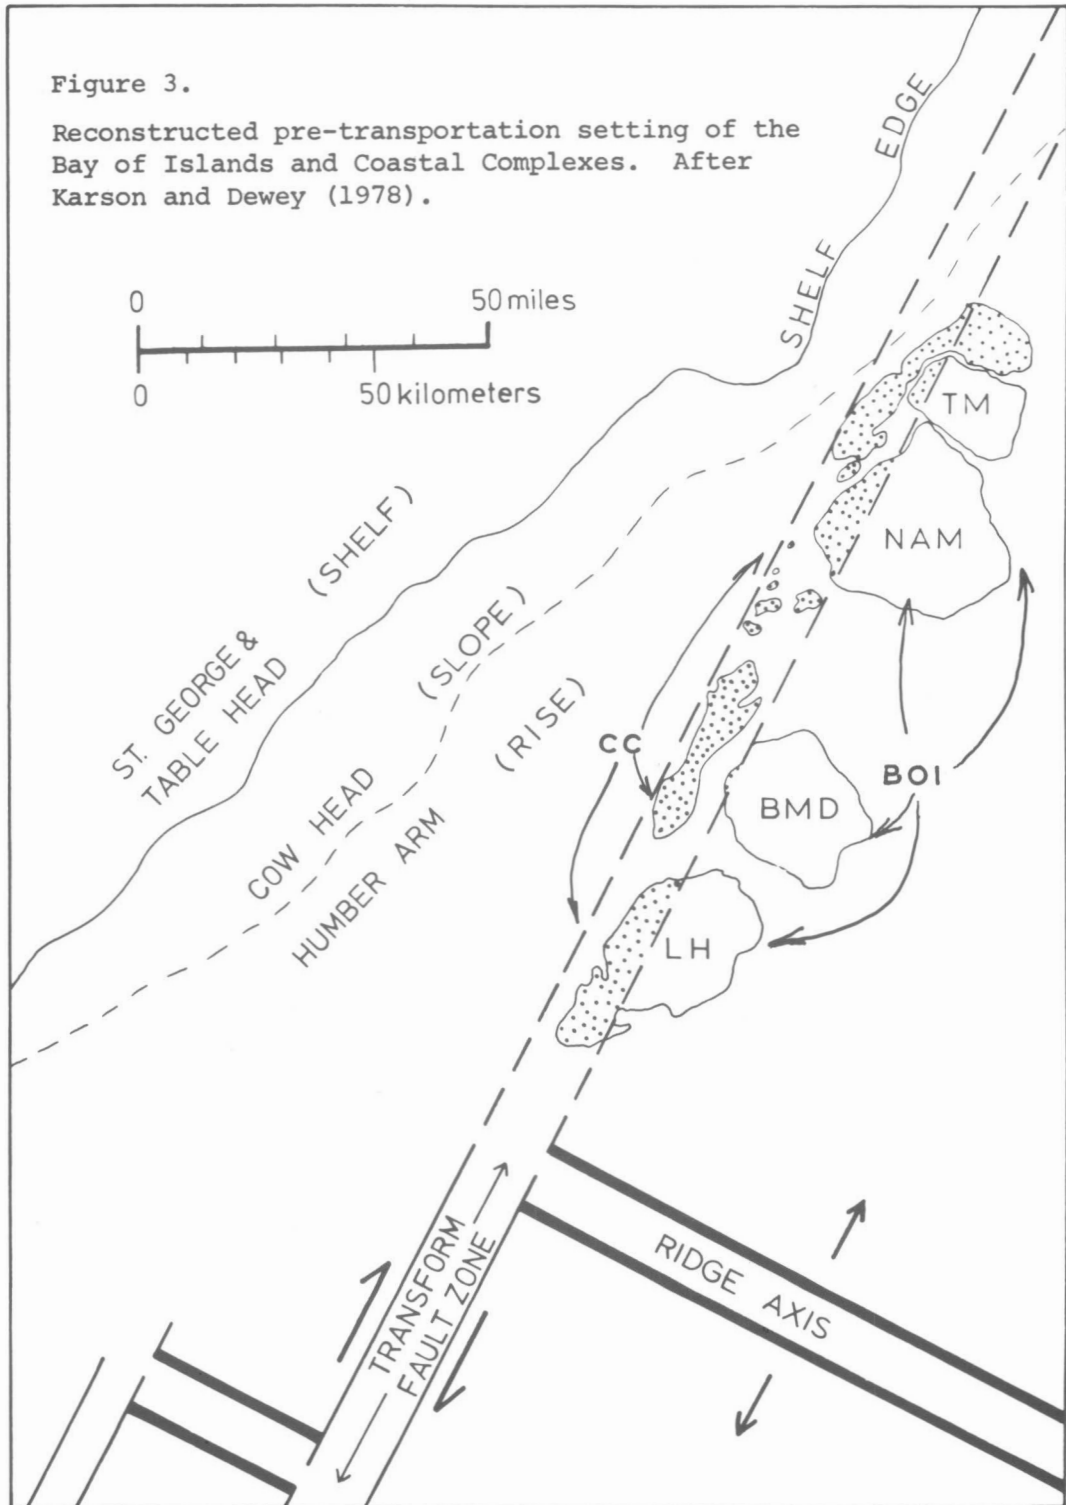 Figure 3.
Reconstructed pre-transportation setting of the
Bay of Islands and Coastal Complexes. After
Karson and Dewey (1978).
0 50 miles
0 50 kilometers
SHELF EDGE
TM
NAM
(SHELF)
(SLOPE)
(RISE)
ST. GEORGE &
TABLE HEAD
COW HEAD
HUMBER ARM
CC
BOI
BMD
LH
TRANSFORM
FAULT ZONE
RIDGE AXIS